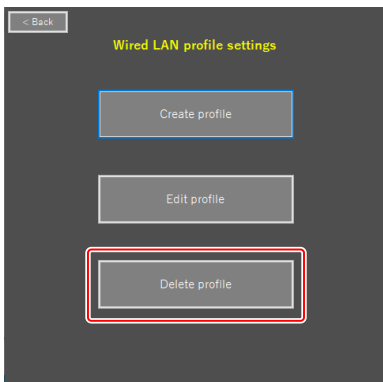 < Back
Wired LAN profile settings
Create profile
Edit profile
Delete profile